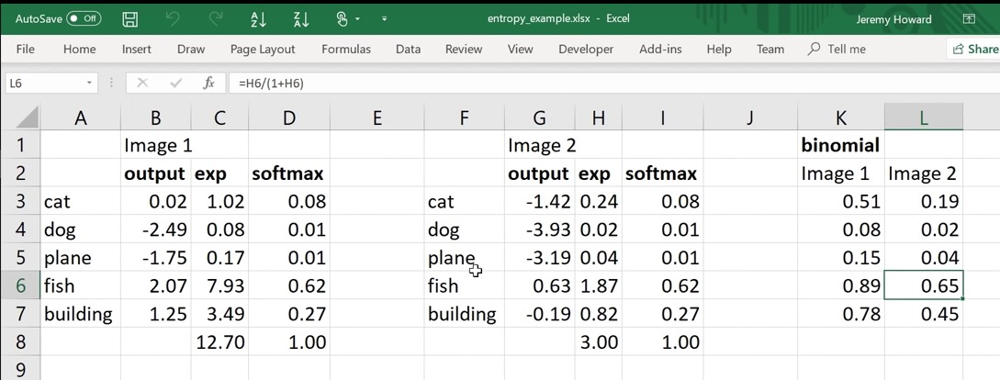 AutoSave Off entropy_example.xlsx - Excel Jeremy Howard
File Home Insert Draw Page Layout Formulas Data Review View Developer Add-ins Help Team Tell me Share
L6 fx =H6/(1+H6)
A B C D E F G H I J K L
1 Image 1 Image 2 binomial
2 output exp softmax output exp softmax Image 1 Image 2
3 cat 0.02 1.02 0.08 cat -1.42 0.24 0.08 0.51 0.19
4 dog -2.49 0.08 0.01 dog -3.93 0.02 0.01 0.08 0.02
5 plane -1.75 0.17 0.01 plane -3.19 0.04 0.01 0.15 0.04
6 fish 2.07 7.93 0.62 fish 0.63 1.87 0.62 0.89 0.65
7 building 1.25 3.49 0.27 building -0.19 0.82 0.27 0.78 0.45
8 12.70 1.00 3.00 1.00
9